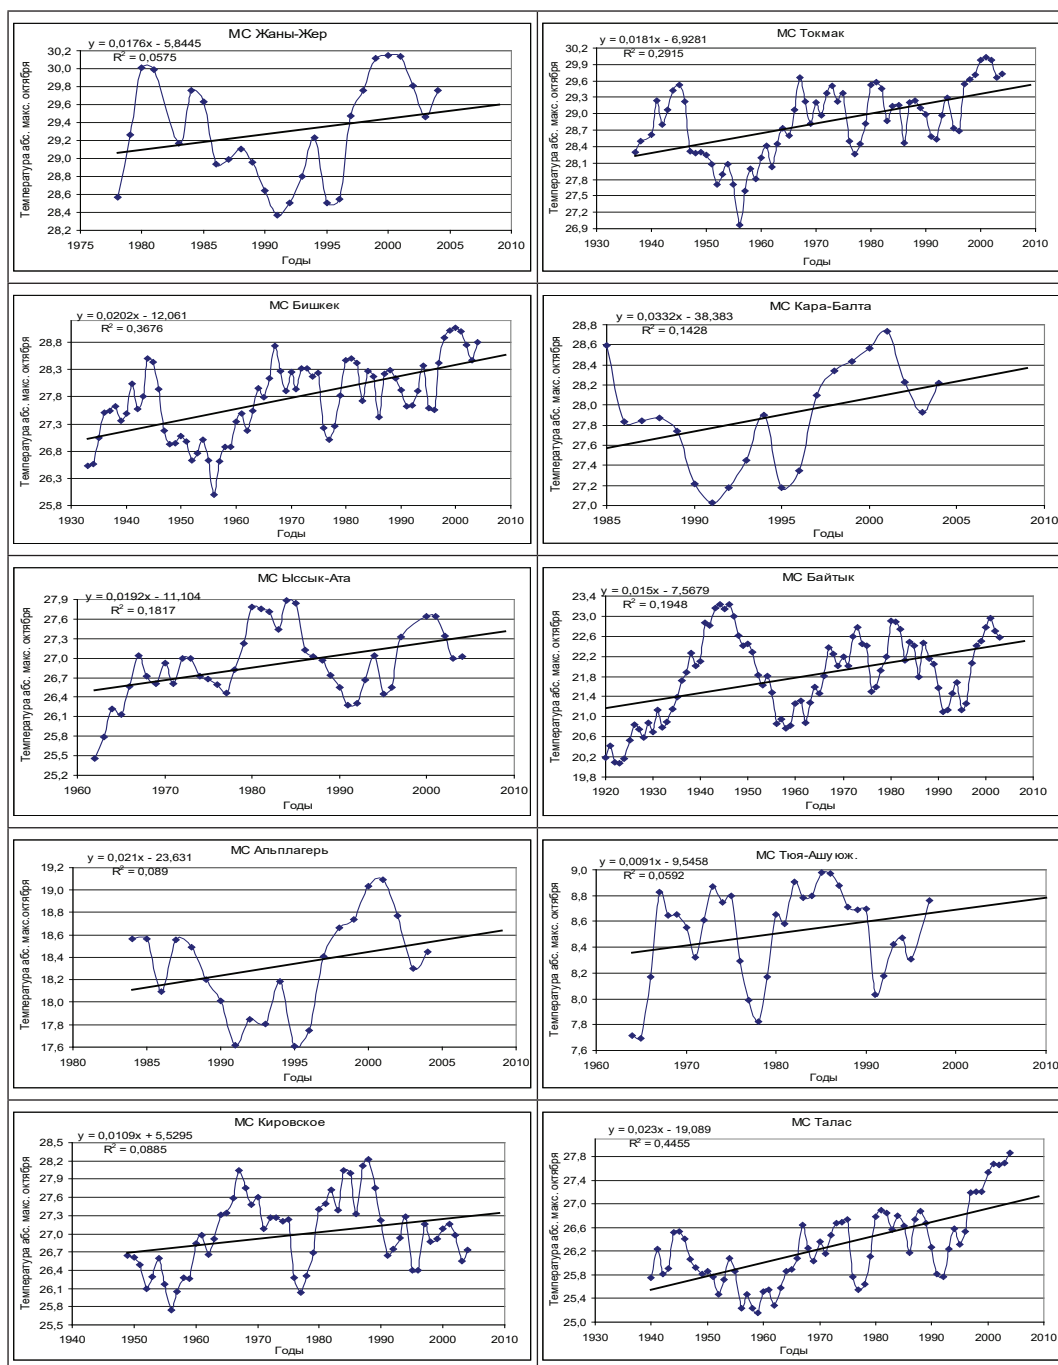 МС Жаны-Жер
y = 0,0176x - 5,8445
R² = 0,0575
Температура абс. макс. октября
30,2
30,0
29,8
29,6
29,4
29,2
29,0
28,8
28,6
28,4
28,2
1975 1980 1985 1990 1995 2000 2005 2010
Годы
МС Токмак
y = 0,0181x - 6,9281
R² = 0,2915
Температура абс. макс. октября
30,2
29,9
29,6
29,3
29,0
28,7
28,4
28,1
27,8
27,5
27,2
26,9
1930 1940 1950 1960 1970 1980 1990 2000 2010
Годы
МС Бишкек
y = 0,0202x - 12,061
R² = 0,3676
Температура абс. макс. октября
28,8
28,3
27,8
27,3
26,8
26,3
25,8
1930 1940 1950 1960 1970 1980 1990 2000 2010
Годы
МС Кара-Балта
y = 0,0332x - 38,383
R² = 0,1428
Температура абс. макс. октября
28,8
28,6
28,4
28,2
28,0
27,8
27,6
27,4
27,2
27,0
1985 1990 1995 2000 2005 2010
Годы
МС Ыссык-Ата
y = 0,0192x - 11,104
R² = 0,1817
Температура абс. макс. октября
27,9
27,6
27,3
27,0
26,7
26,4
26,1
25,8
25,5
25,2
1960 1970 1980 1990 2000 2010
Годы
МС Байтык
y = 0,015x - 7,5679
R² = 0,1948
Температура абс. макс. октября
23,4
23,0
22,6
22,2
21,8
21,4
21,0
20,6
20,2
19,8
1920 1930 1940 1950 1960 1970 1980 1990 2000 2010
Годы
МС Альплагерь
y = 0,021x - 23,631
R² = 0,089
Температура абс. макс.октября
19,2
19,0
18,8
18,6
18,4
18,2
18,0
17,8
17,6
1980 1985 1990 1995 2000 2005 2010
Годы
МС Тюя-Ашу юж.
y = 0,0091x - 9,5458
R² = 0,0592
Температура абс. макс. октября
9,0
8,8
8,6
8,4
8,2
8,0
7,8
7,6
1960 1970 1980 1990 2000 2010
Годы
МС Кировское
y = 0,0109x + 5,5295
R² = 0,0885
Температура абс. макс. октября
28,5
28,2
27,9
27,6
27,3
27,0
26,7
26,4
26,1
25,8
25,5
1940 1950 1960 1970 1980 1990 2000 2010
Годы
МС Талас
y = 0,023x - 19,089
R² = 0,4455
Температура абс. макс. октября
27,8
27,4
27,0
26,6
26,2
25,8
25,4
25,0
1930 1940 1950 1960 1970 1980 1990 2000 2010
Годы